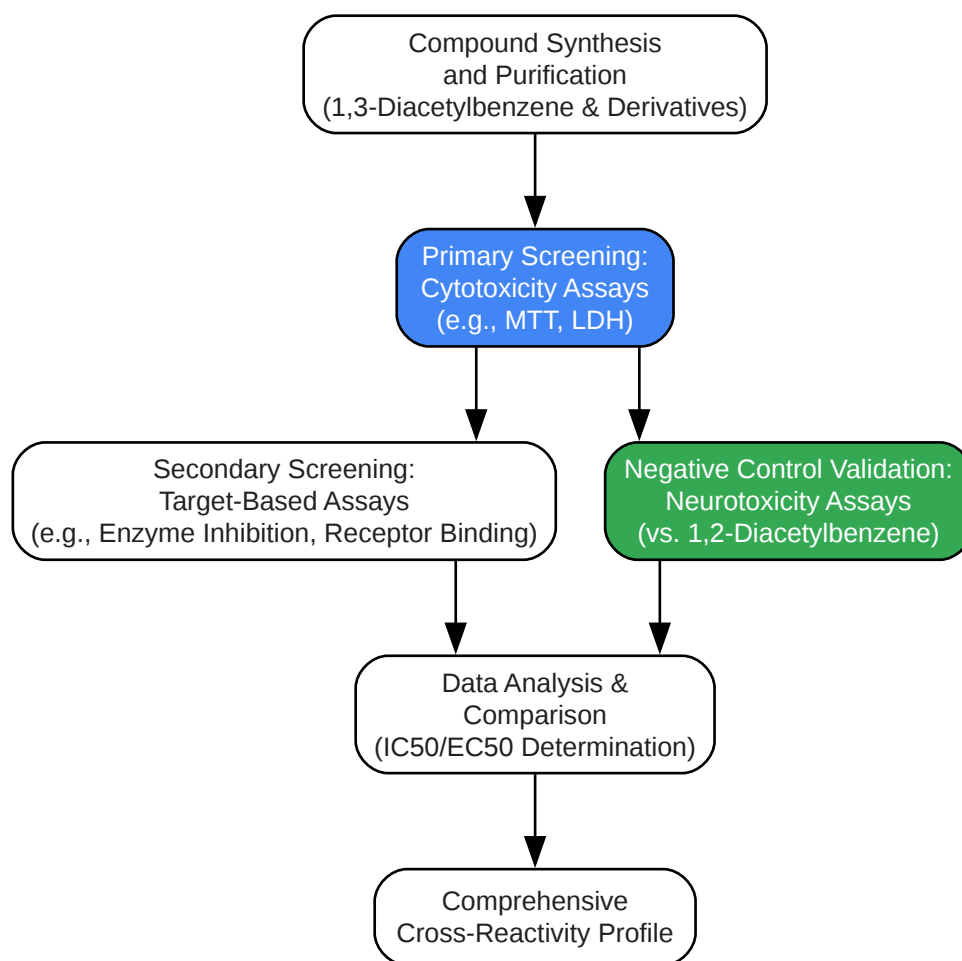 Compound Synthesis
and Purification
(1,3-Diacetylbenzene & Derivatives)
Primary Screening:
Cytotoxicity Assays
(e.g., MTT, LDH)
Secondary Screening:
Target-Based Assays
(e.g., Enzyme Inhibition, Receptor Binding)
Negative Control Validation:
Neurotoxicity Assays
(vs. 1,2-Diacetylbenzene)
Data Analysis &
Comparison
(IC50/EC50 Determination)
Comprehensive
Cross-Reactivity Profile